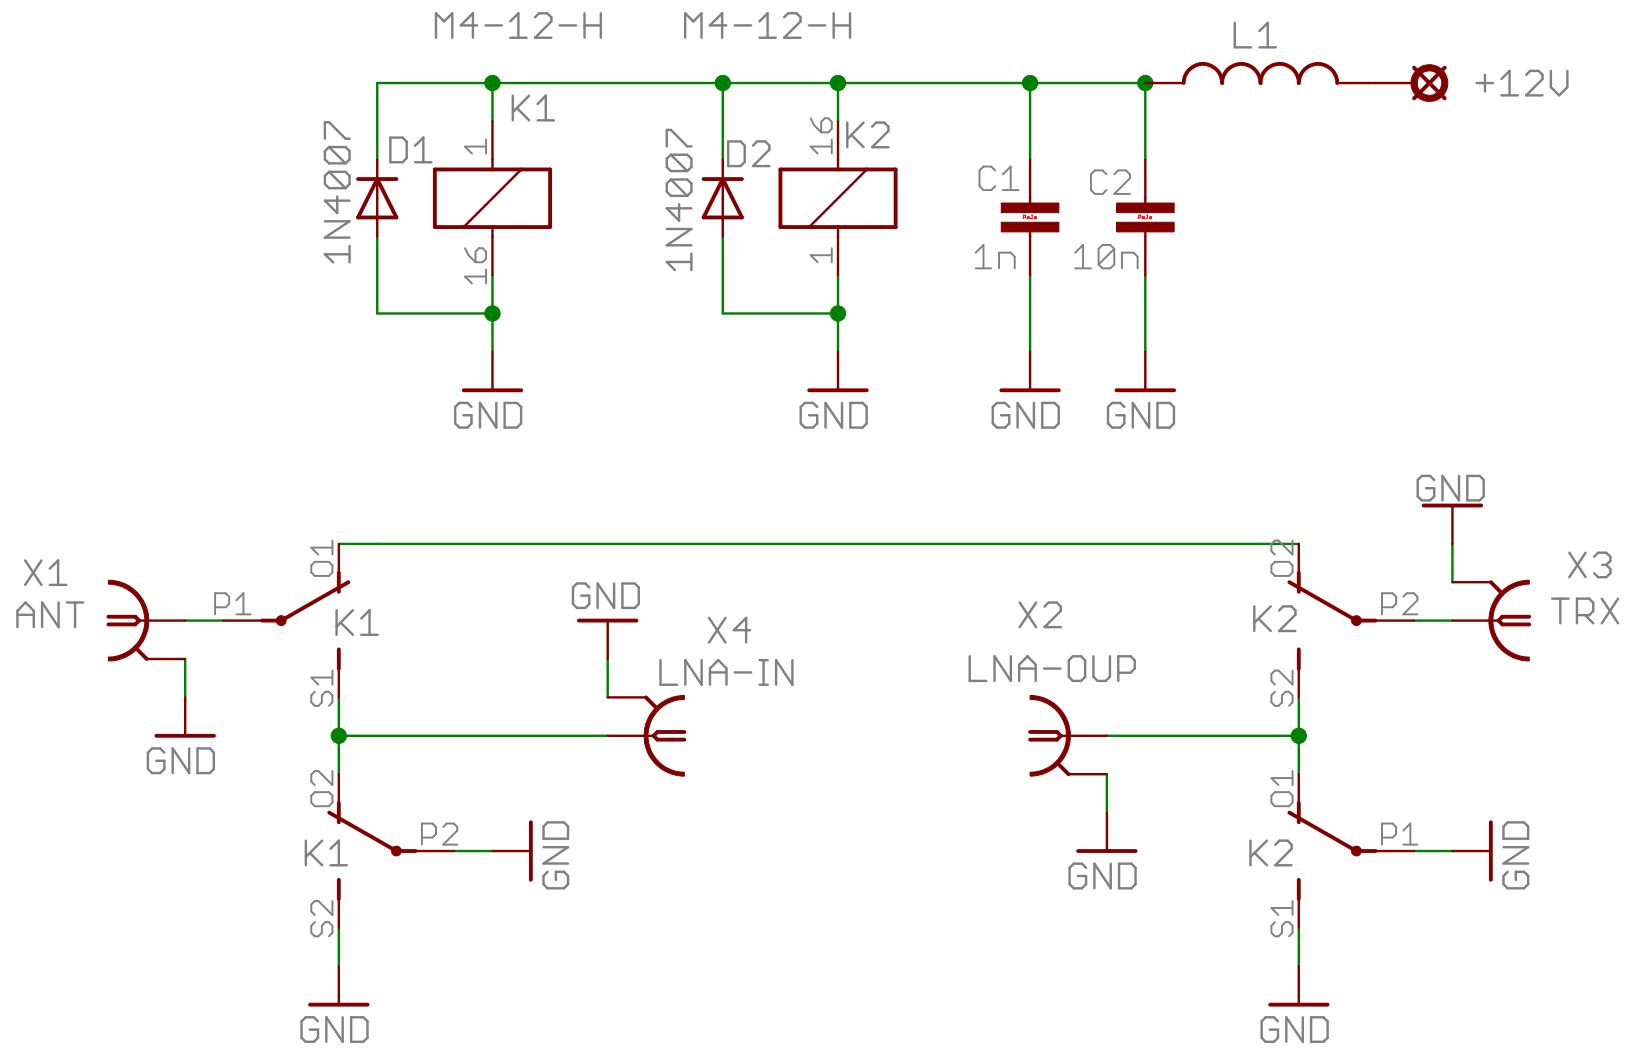 M4-12-H
M4-12-H
L1
+12V
K1
K2
1
16
D1
D2
1N4007
1N4007
C1
C2
PaJa
PaJa
1n
10n
16
1
GND
GND
GND
GND
GND
X1
ANT
O1
P1
K1
GND
X4
LNA-IN
X2
LNA-OUP
O2
K2
P2
X3
TRX
S1
S2
GND
O2
P2
K1
GND
GND
O1
P1
K2
GND
S2
S1
GND
GND